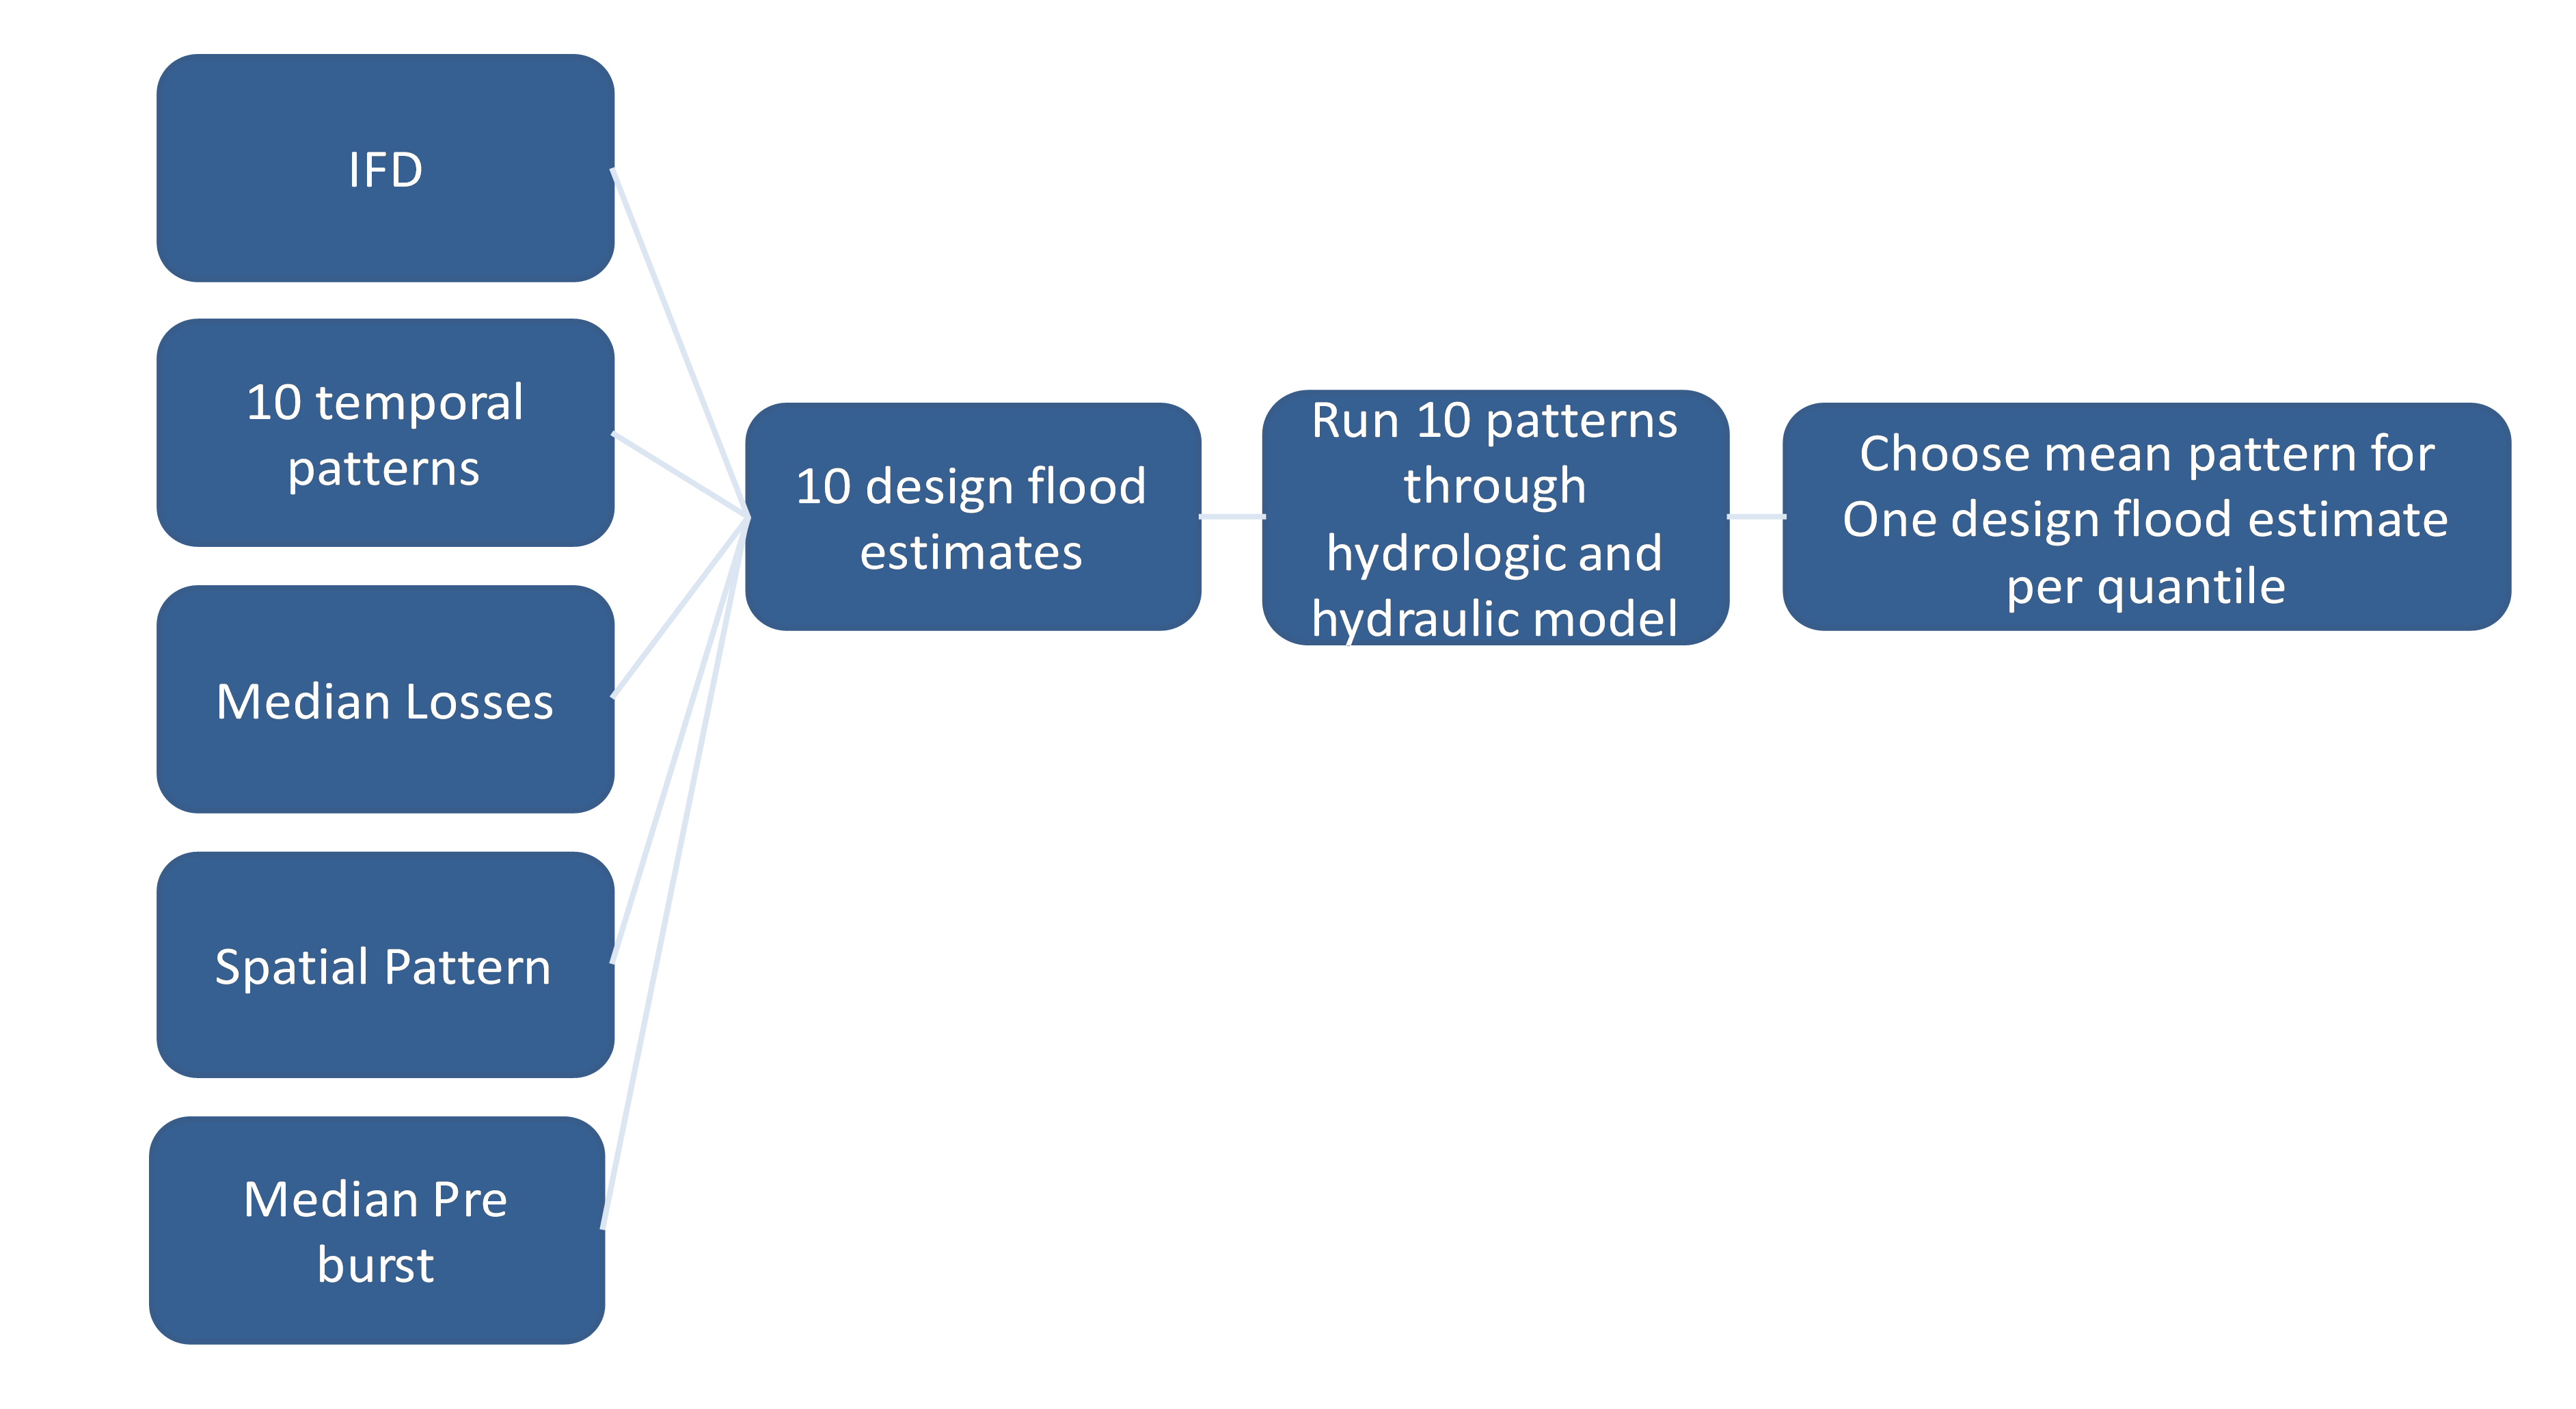 IFD
10 temporal
patterns
Median Losses
Spatial Pattern
Median Pre
burst
10 design flood
estimates
Run 10 patterns
through
hydrologic and
hydraulic model
Choose mean pattern for
One design flood estimate
per quantile